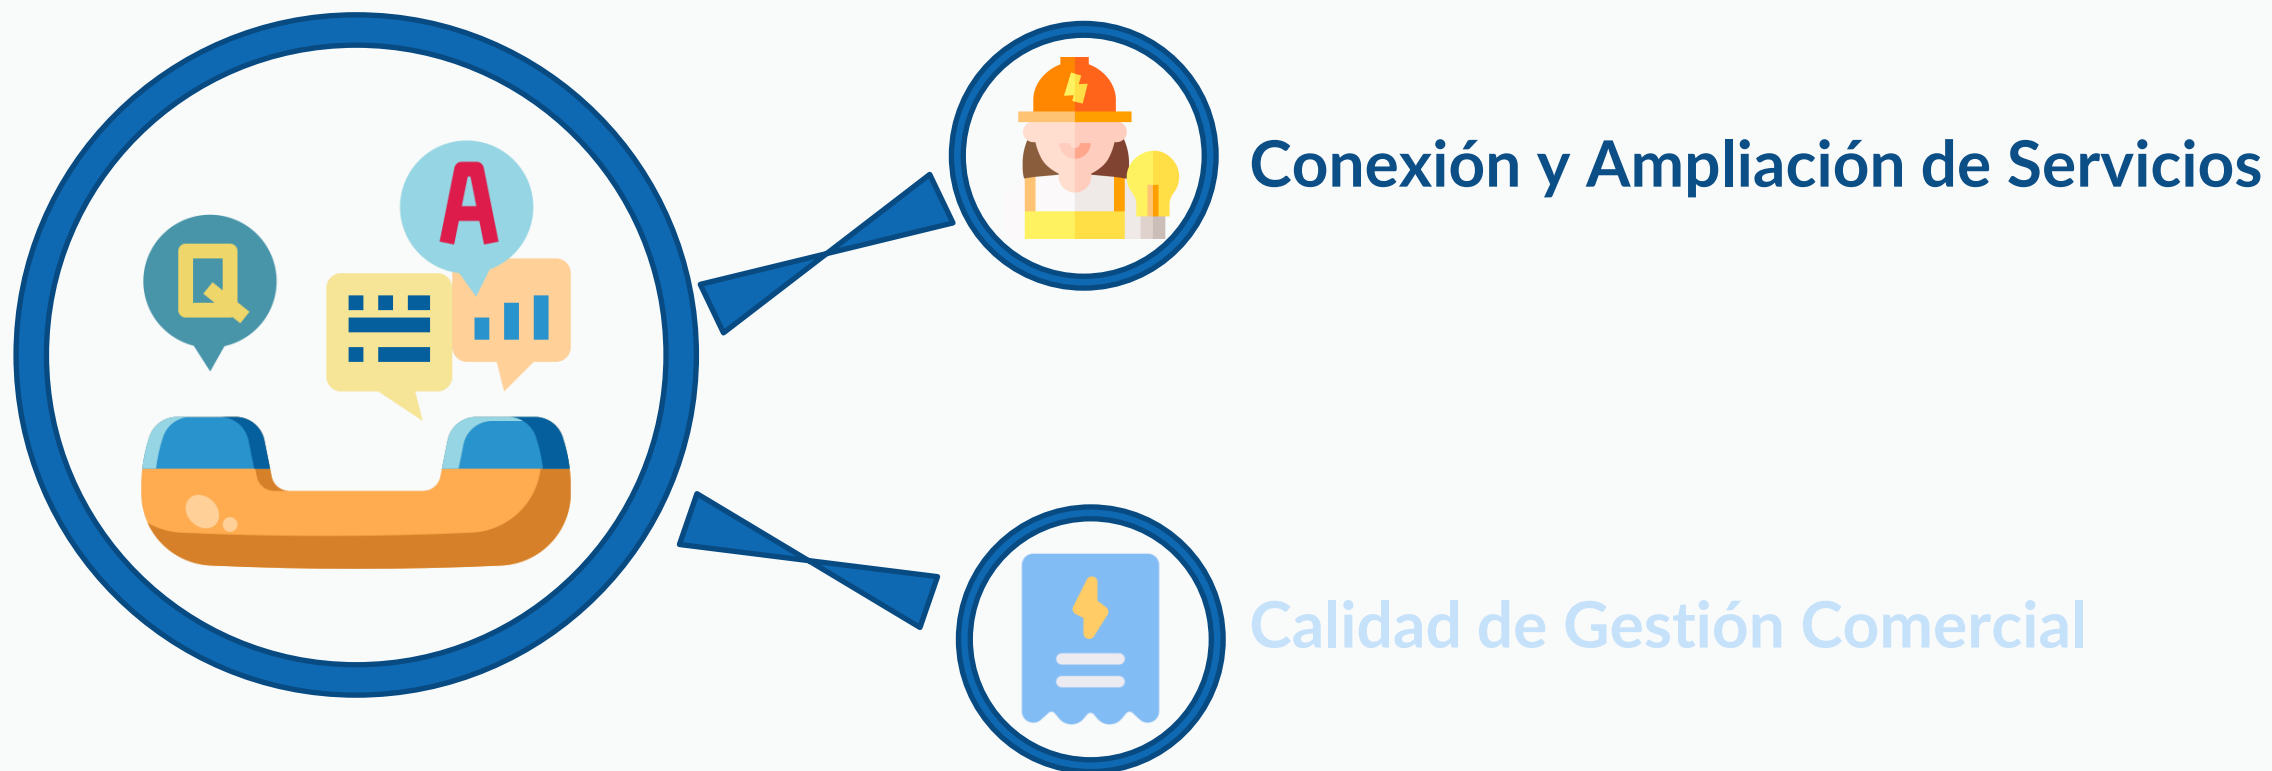 Q
A
Conexión y Ampliación de Servicios
Calidad de Gestión Comercial